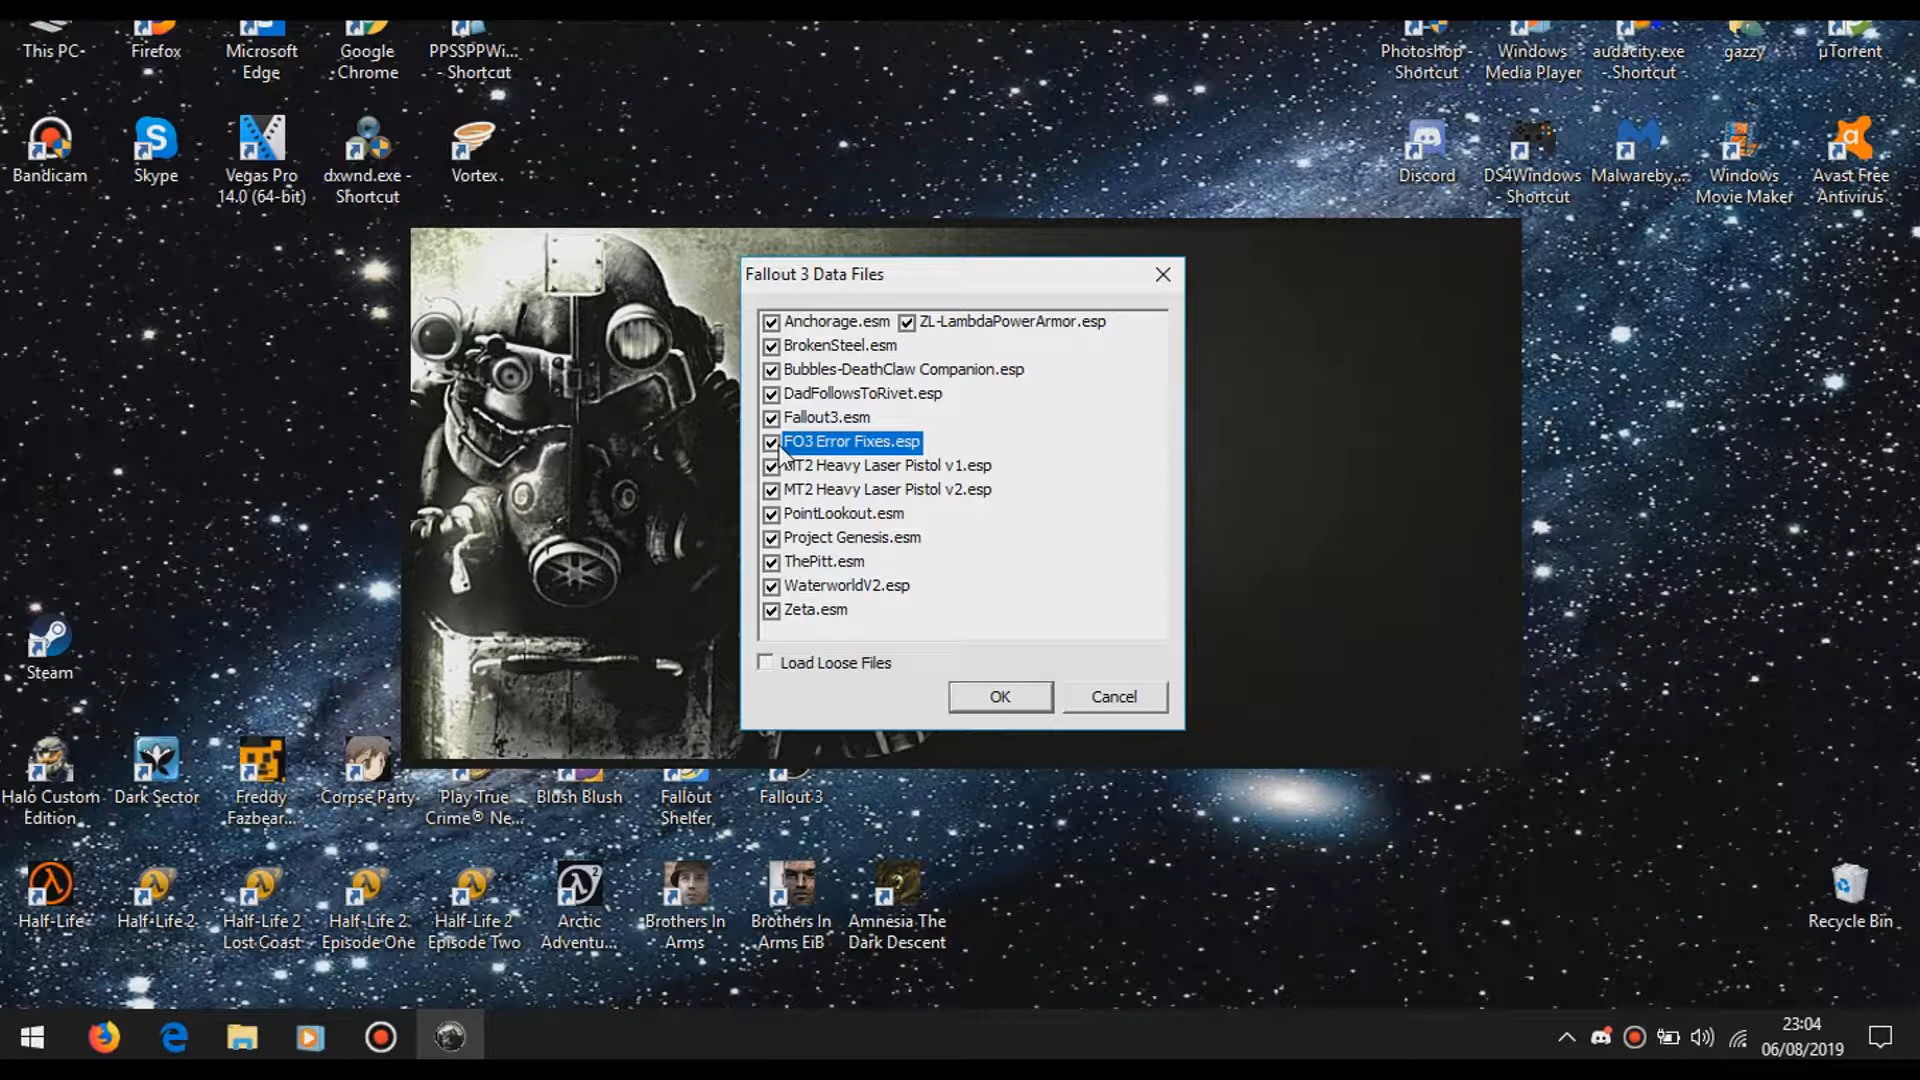 This PC
Firefox
Microsoft
Edge
Google
Chrome
PPSSPPWi...
- Shortcut
Photoshop -
Shortcut
Windows
Media Player
audacity.exe
- Shortcut
gazzy
µTorrent
Bandicam
Skype
Vegas Pro
14.0 (64-bit)
dxwnd.exe -
Shortcut
Vortex
Discord
DS4Windows
- Shortcut
Malwareby...
Windows
Movie Maker
Avast Free
Antivirus
Fallout 3 Data Files
Anchorage.esm ZL-LambdaPowerArmor.esp
BrokenSteel.esm
Bubbles-DeathClaw Companion.esp
DadFollowsToRivet.esp
Fallout3.esm
FO3 Error Fixes.esp
MT2 Heavy Laser Pistol v1.esp
MT2 Heavy Laser Pistol v2.esp
PointLookout.esm
Project Genesis.esm
ThePitt.esm
WaterworldV2.esp
Zeta.esm
Load Loose Files
OK
Cancel
Steam
Halo Custom
Edition
Dark Sector
Freddy
Fazbear...
Corpse Party
Play True
Crime® Ne...
Blush Blush
Fallout
Shelter
Fallout 3
Half-Life
Half-Life 2
Half-Life 2
Lost Coast
Half-Life 2
Episode One
Half-Life 2
Episode Two
Arctic
Adventu...
Brothers In
Arms
Brothers In
Arms EiB
Amnesia The
Dark Descent
Recycle Bin
23:04
06/08/2019